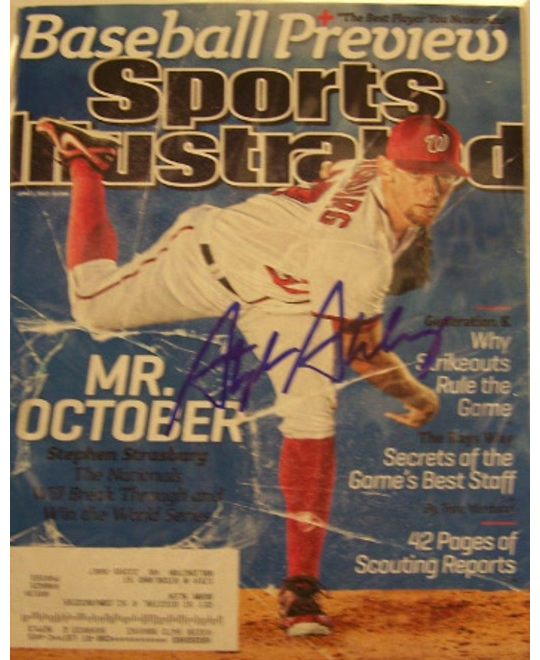 + "The Best Player You Never Saw"
Baseball Preview
Sports
Illustrated
W
STRASBURG
Generation K
Why
Strikeouts
Rule the
Game
MR.
OCTOBER
Stephen Strasburg
The Nationals
Will Break Through and
Win the World Series
The Rays Way
Secrets of the
Game's Best Staff
By Tom Verducci
42 Pages of
Scouting Reports